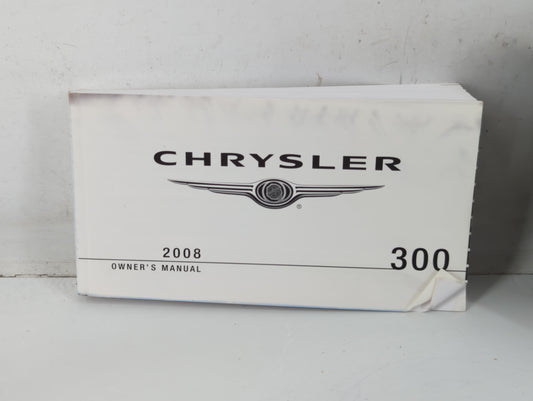 CHRYSLER
®
2008
OWNER'S MANUAL
300